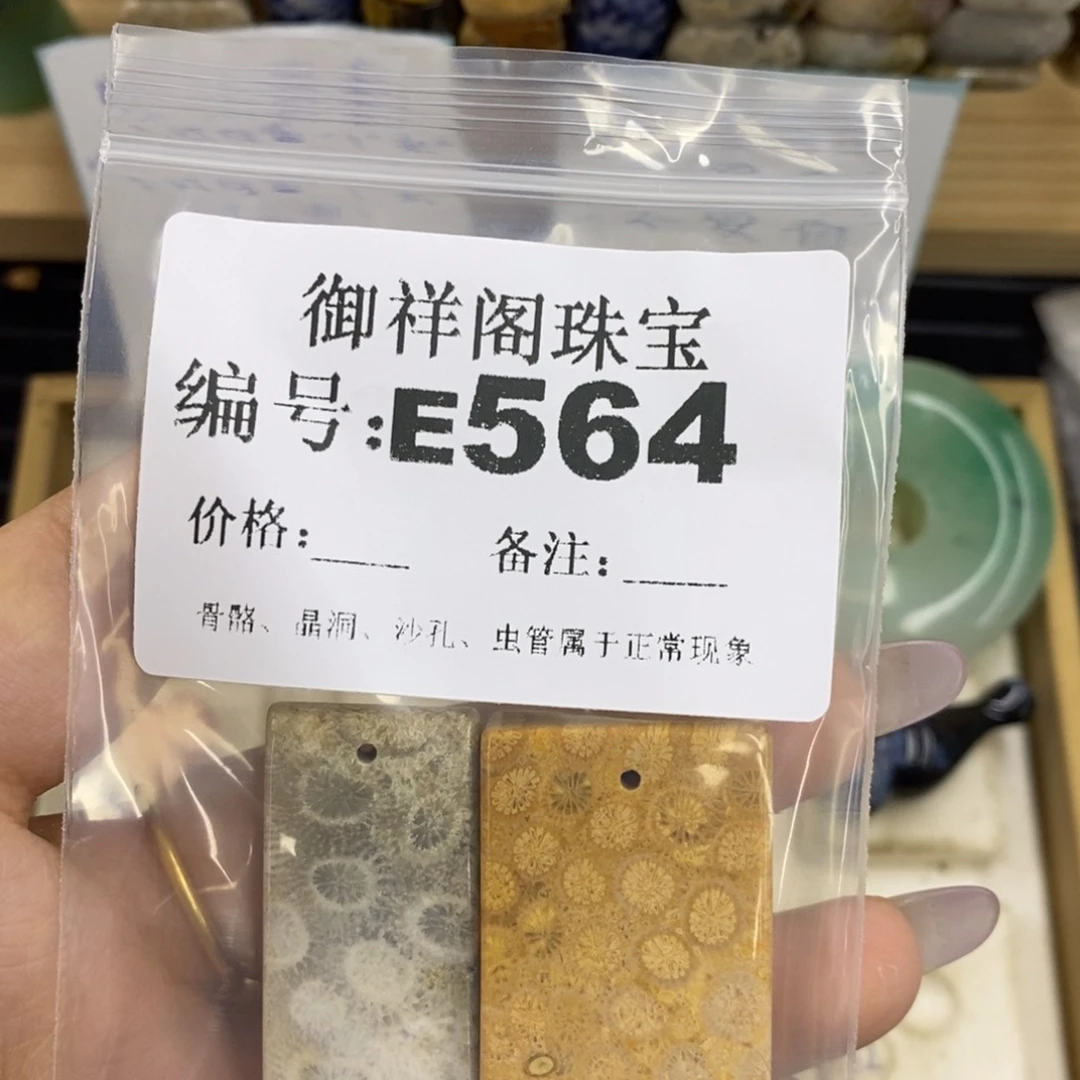 御祥阁珠宝
编号:E564
价格:____ 备注:____
骨骼、晶洞、沙孔、虫管属于正常现象